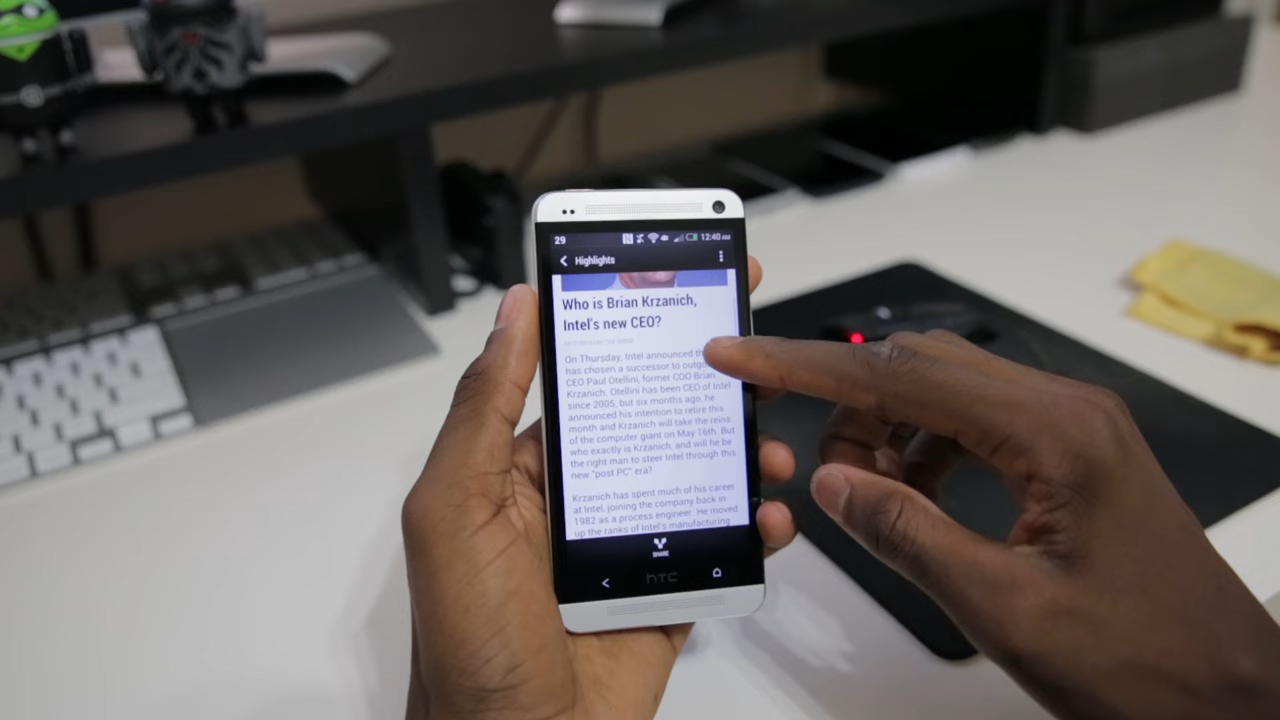 29
12:40 AM
Highlights
Who is Brian Krzanich,
Intel's new CEO?
On Thursday, Intel announced
has chosen a successor to
CEO Paul Otellini, former COO Brian
Krzanich. Otellini has been CEO of Intel
since 2005, but six months ago, he
announced his intention to retire this
month and Krzanich will take the reins
of the computer giant on May 16th. But
who exactly is Krzanich, and will he be
the right man to steer Intel through this
new "post PC" era?
Krzanich has spent much of his career
at Intel, joining the company back in
1982 as a process engineer. He moved
up the ranks of Intel's manufacturing
SHARE
hTC